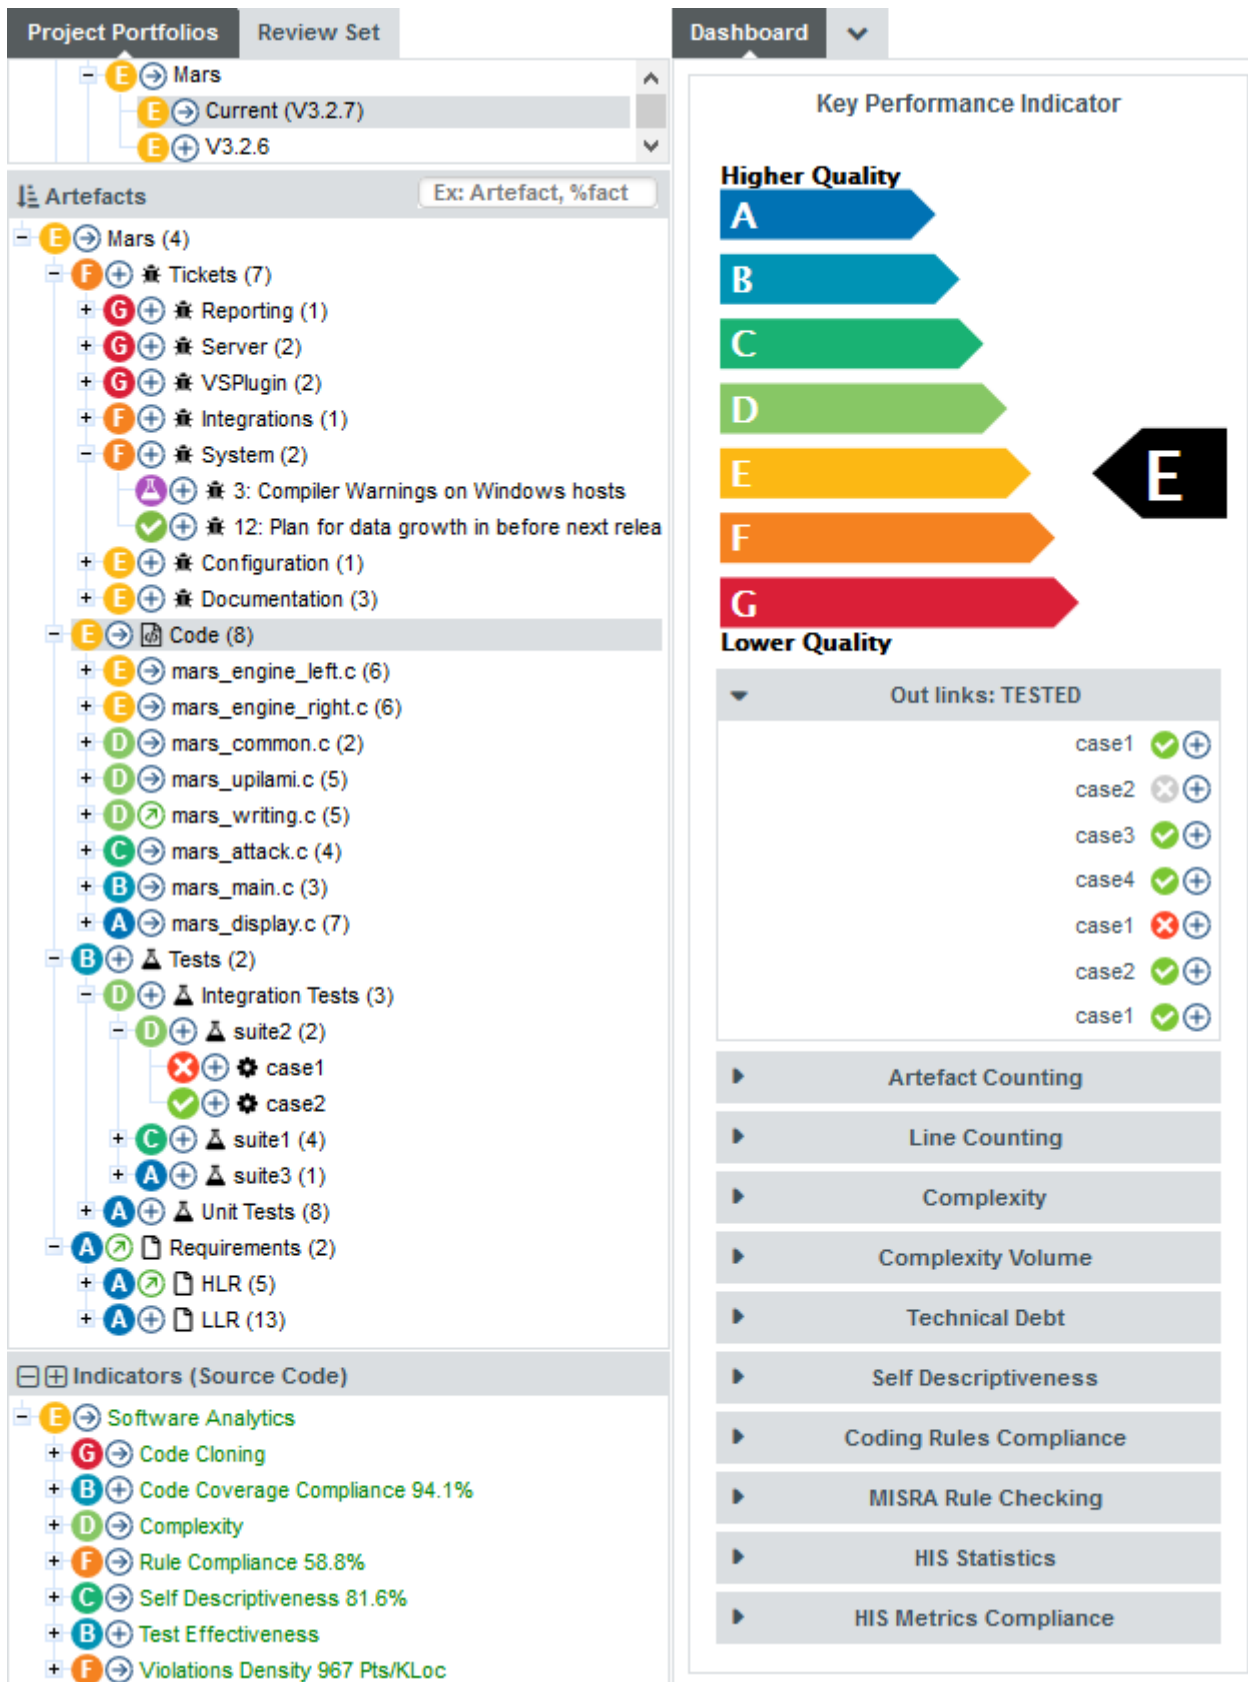 Project Portfolios
Review Set
E Mars
E Current (V3.2.7)
E V3.2.6
Artefacts
Ex: Artefact, %fact
E Mars (4)
F Tickets (7)
G Reporting (1)
G Server (2)
G VSPlugin (2)
F Integrations (1)
F System (2)
3: Compiler Warnings on Windows hosts
12: Plan for data growth in before next relea
E Configuration (1)
E Documentation (3)
E Code (8)
E mars_engine_left.c (6)
E mars_engine_right.c (6)
D mars_common.c (2)
D mars_upilami.c (5)
D mars_writing.c (5)
C mars_attack.c (4)
B mars_main.c (3)
A mars_display.c (7)
B Tests (2)
D Integration Tests (3)
D suite2 (2)
case1
case2
C suite1 (4)
A suite3 (1)
A Unit Tests (8)
A Requirements (2)
A HLR (5)
A LLR (13)
Indicators (Source Code)
E Software Analytics
G Code Cloning
B Code Coverage Compliance 94.1%
D Complexity
F Rule Compliance 58.8%
C Self Descriptiveness 81.6%
B Test Effectiveness
F Violations Density 967 Pts/KLoc
Dashboard
Key Performance Indicator
Higher Quality
A
B
C
D
E
E
F
G
Lower Quality
Out links: TESTED
case1
case2
case3
case4
case1
case2
case1
Artefact Counting
Line Counting
Complexity
Complexity Volume
Technical Debt
Self Descriptiveness
Coding Rules Compliance
MISRA Rule Checking
HIS Statistics
HIS Metrics Compliance